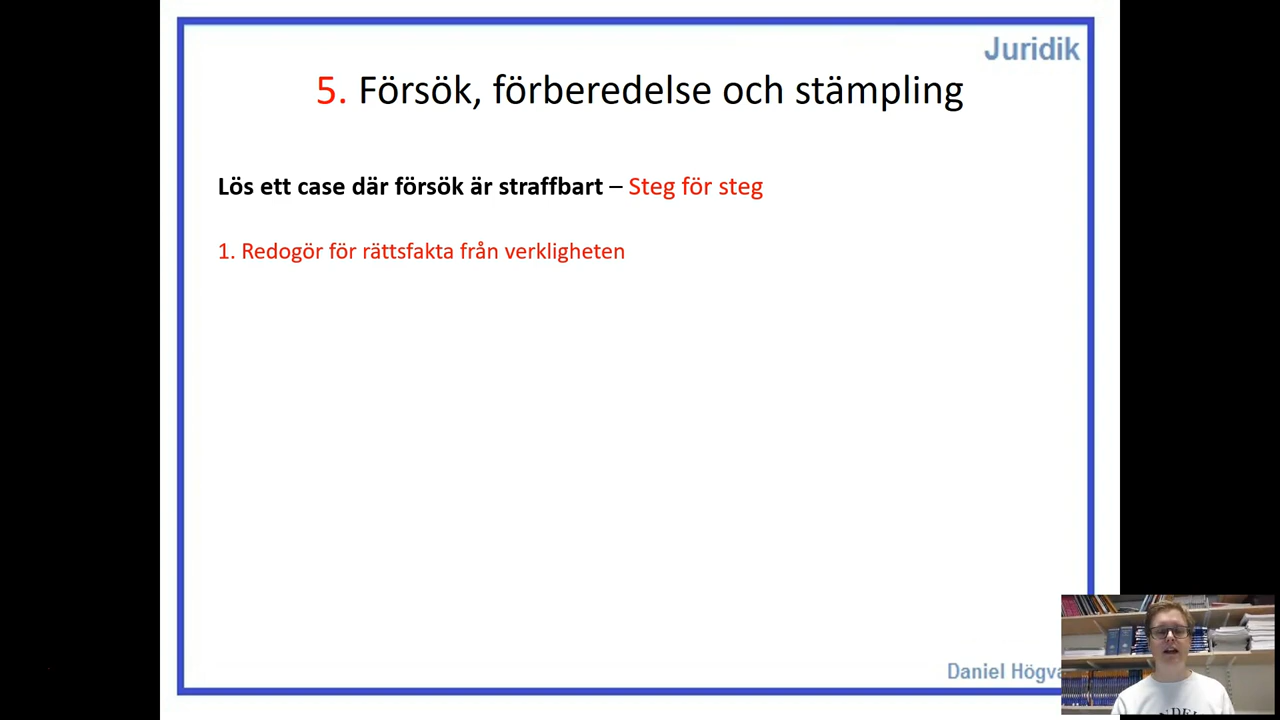 Juridik
5. Försök, förberedelse och stämpling
Lös ett case där försök är straffbart – Steg för steg
1. Redogör för rättsfakta från verkligheten
Daniel